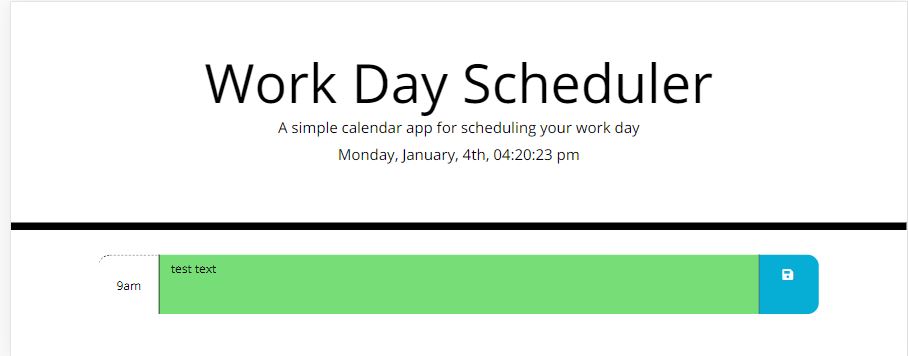 Work Day Scheduler
A simple calendar app for scheduling your work day
Monday, January, 4th, 04:20:23 pm
9am
test text